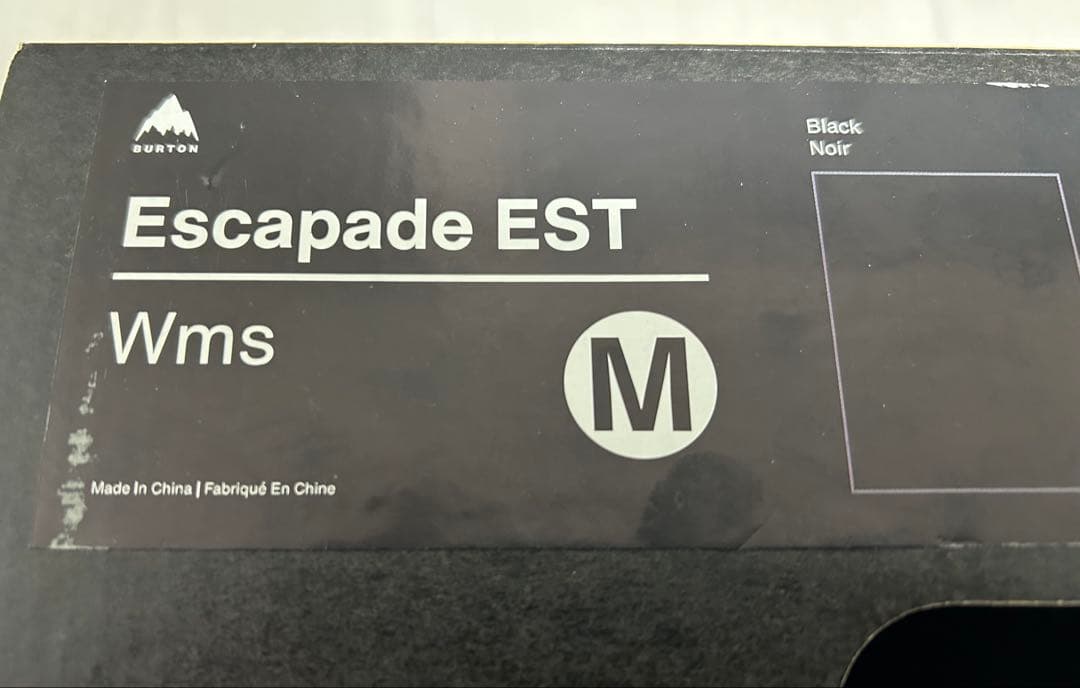 BURTON
Escapade EST
Wms
M
Made In China | Fabriqué En Chine
Black
Noir